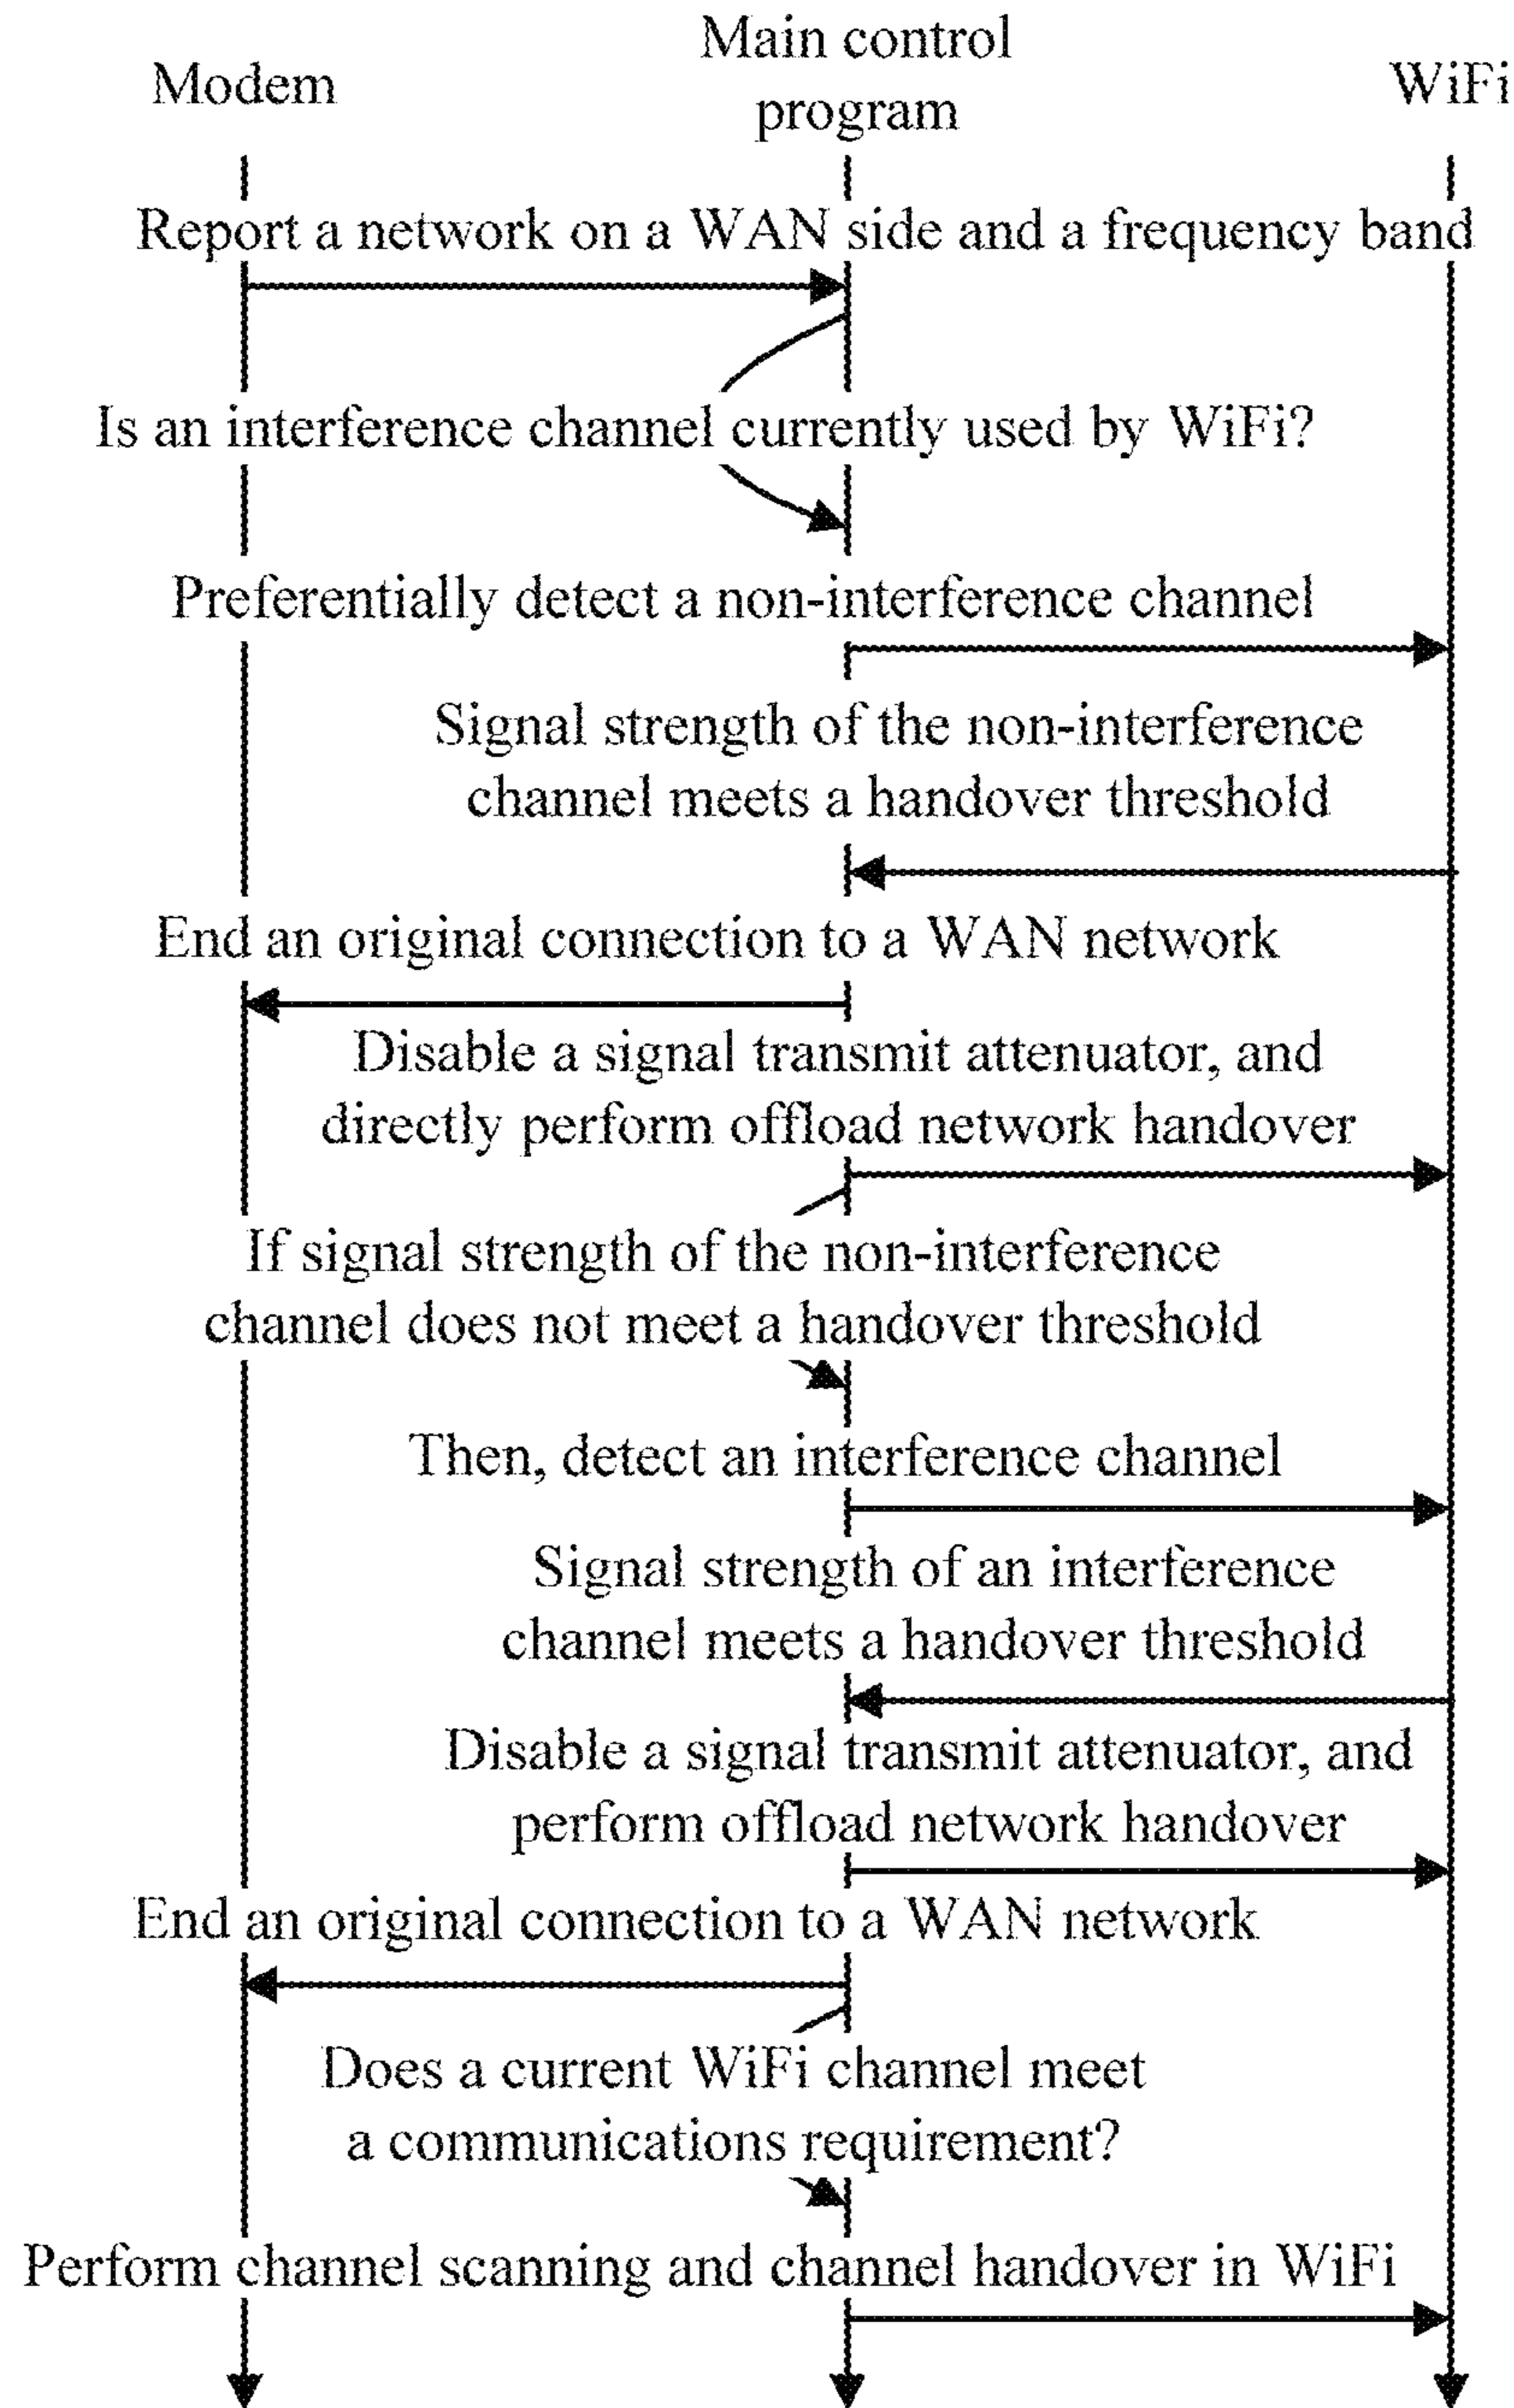 Modem
Main control
program
WiFi
Report a network on a WAN side and a frequency band
Is an interference channel currently used by WiFi?
Preferentially detect a non-interference channel
Signal strength of the non-interference
channel meets a handover threshold
End an original connection to a WAN network
Disable a signal transmit attenuator, and
directly perform offload network handover
If signal strength of the non-interference
channel does not meet a handover threshold
Then, detect an interference channel
Signal strength of an interference
channel meets a handover threshold
Disable a signal transmit attenuator, and
perform offload network handover
End an original connection to a WAN network
Does a current WiFi channel meet
a communications requirement?
Perform channel scanning and channel handover in WiFi